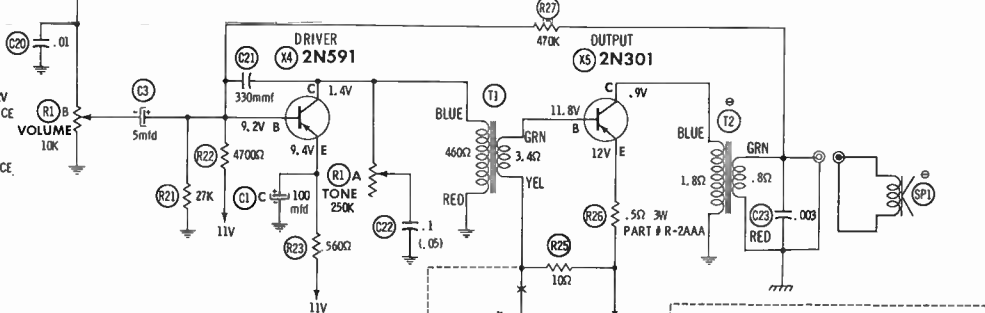 R27
470K
C20 .01
DRIVER
X4 2N591
OUTPUT
X5 2N301
C21
330mmf
C 1.4V
C .9V
C3
5mfd
V
CE
R1 B
VOLUME
10K
9.2V B
9.4V E
T1
BLUE
460Ω
RED
GRN
3.4Ω
YEL
11.8V
B
12V E
T2
BLUE
1.8Ω
GRN
.8Ω
RED
R22 4700Ω
R21 27K
11V
CE
C1 C 100
mfd
R1 A
TONE
250K
C22 .1
(.05)
R23 560Ω
11V
R26 .5Ω 3W
PART # R-2AAA
R25
10Ω
C23 .003
SP1